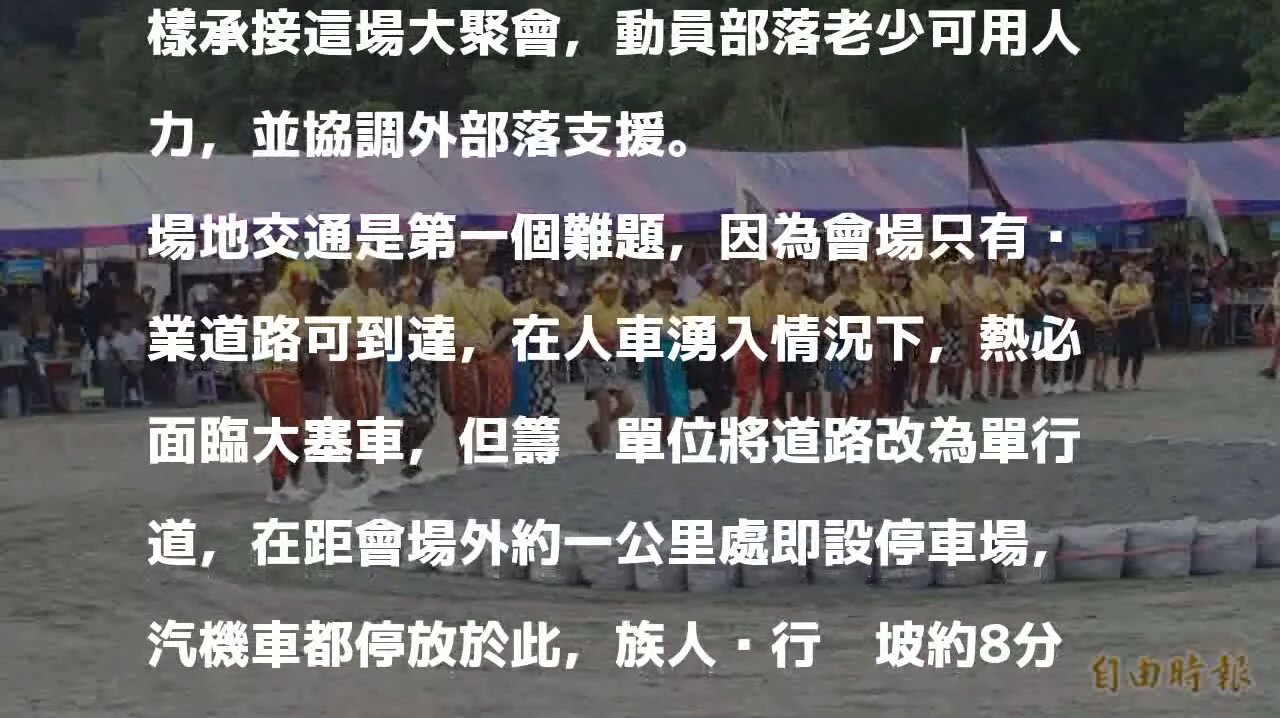 樣承接這場大聚會，動員部落老少可用人
力，並協調外部落支援。
場地交通是第一個難題，因為會場只有·
業道路可到達，在人車湧入情況下，熱必
面臨大塞車，但籌　單位將道路改為單行
道，在距會場外約一公里處即設停車場，
汽機車都停放於此，族人·行　坡約8分
自由時報